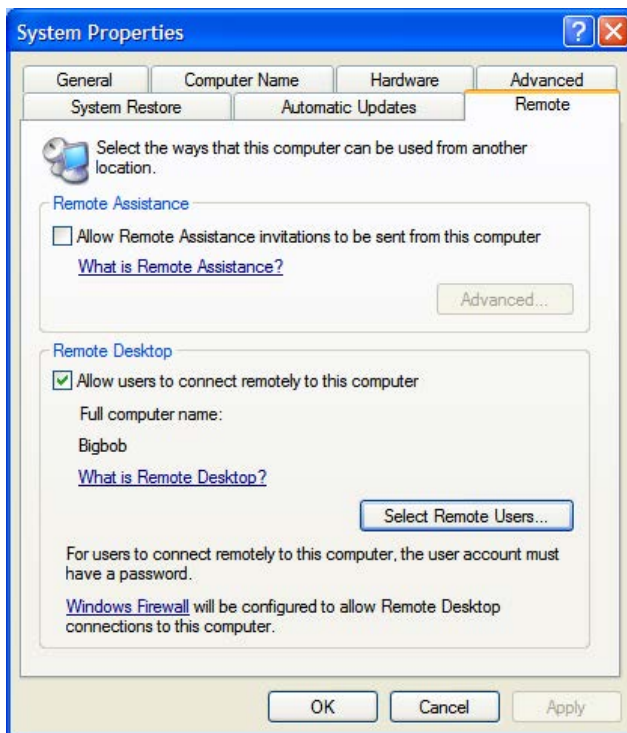 System Properties
General Computer Name Hardware Advanced
System Restore Automatic Updates Remote
Select the ways that this computer can be used from another
location.
Remote Assistance
Allow Remote Assistance invitations to be sent from this computer
What is Remote Assistance?
Advanced...
Remote Desktop
Allow users to connect remotely to this computer
Full computer name:
Bigbob
What is Remote Desktop?
Select Remote Users...
For users to connect remotely to this computer, the user account must
have a password.
Windows Firewall will be configured to allow Remote Desktop
connections to this computer.
OK Cancel Apply